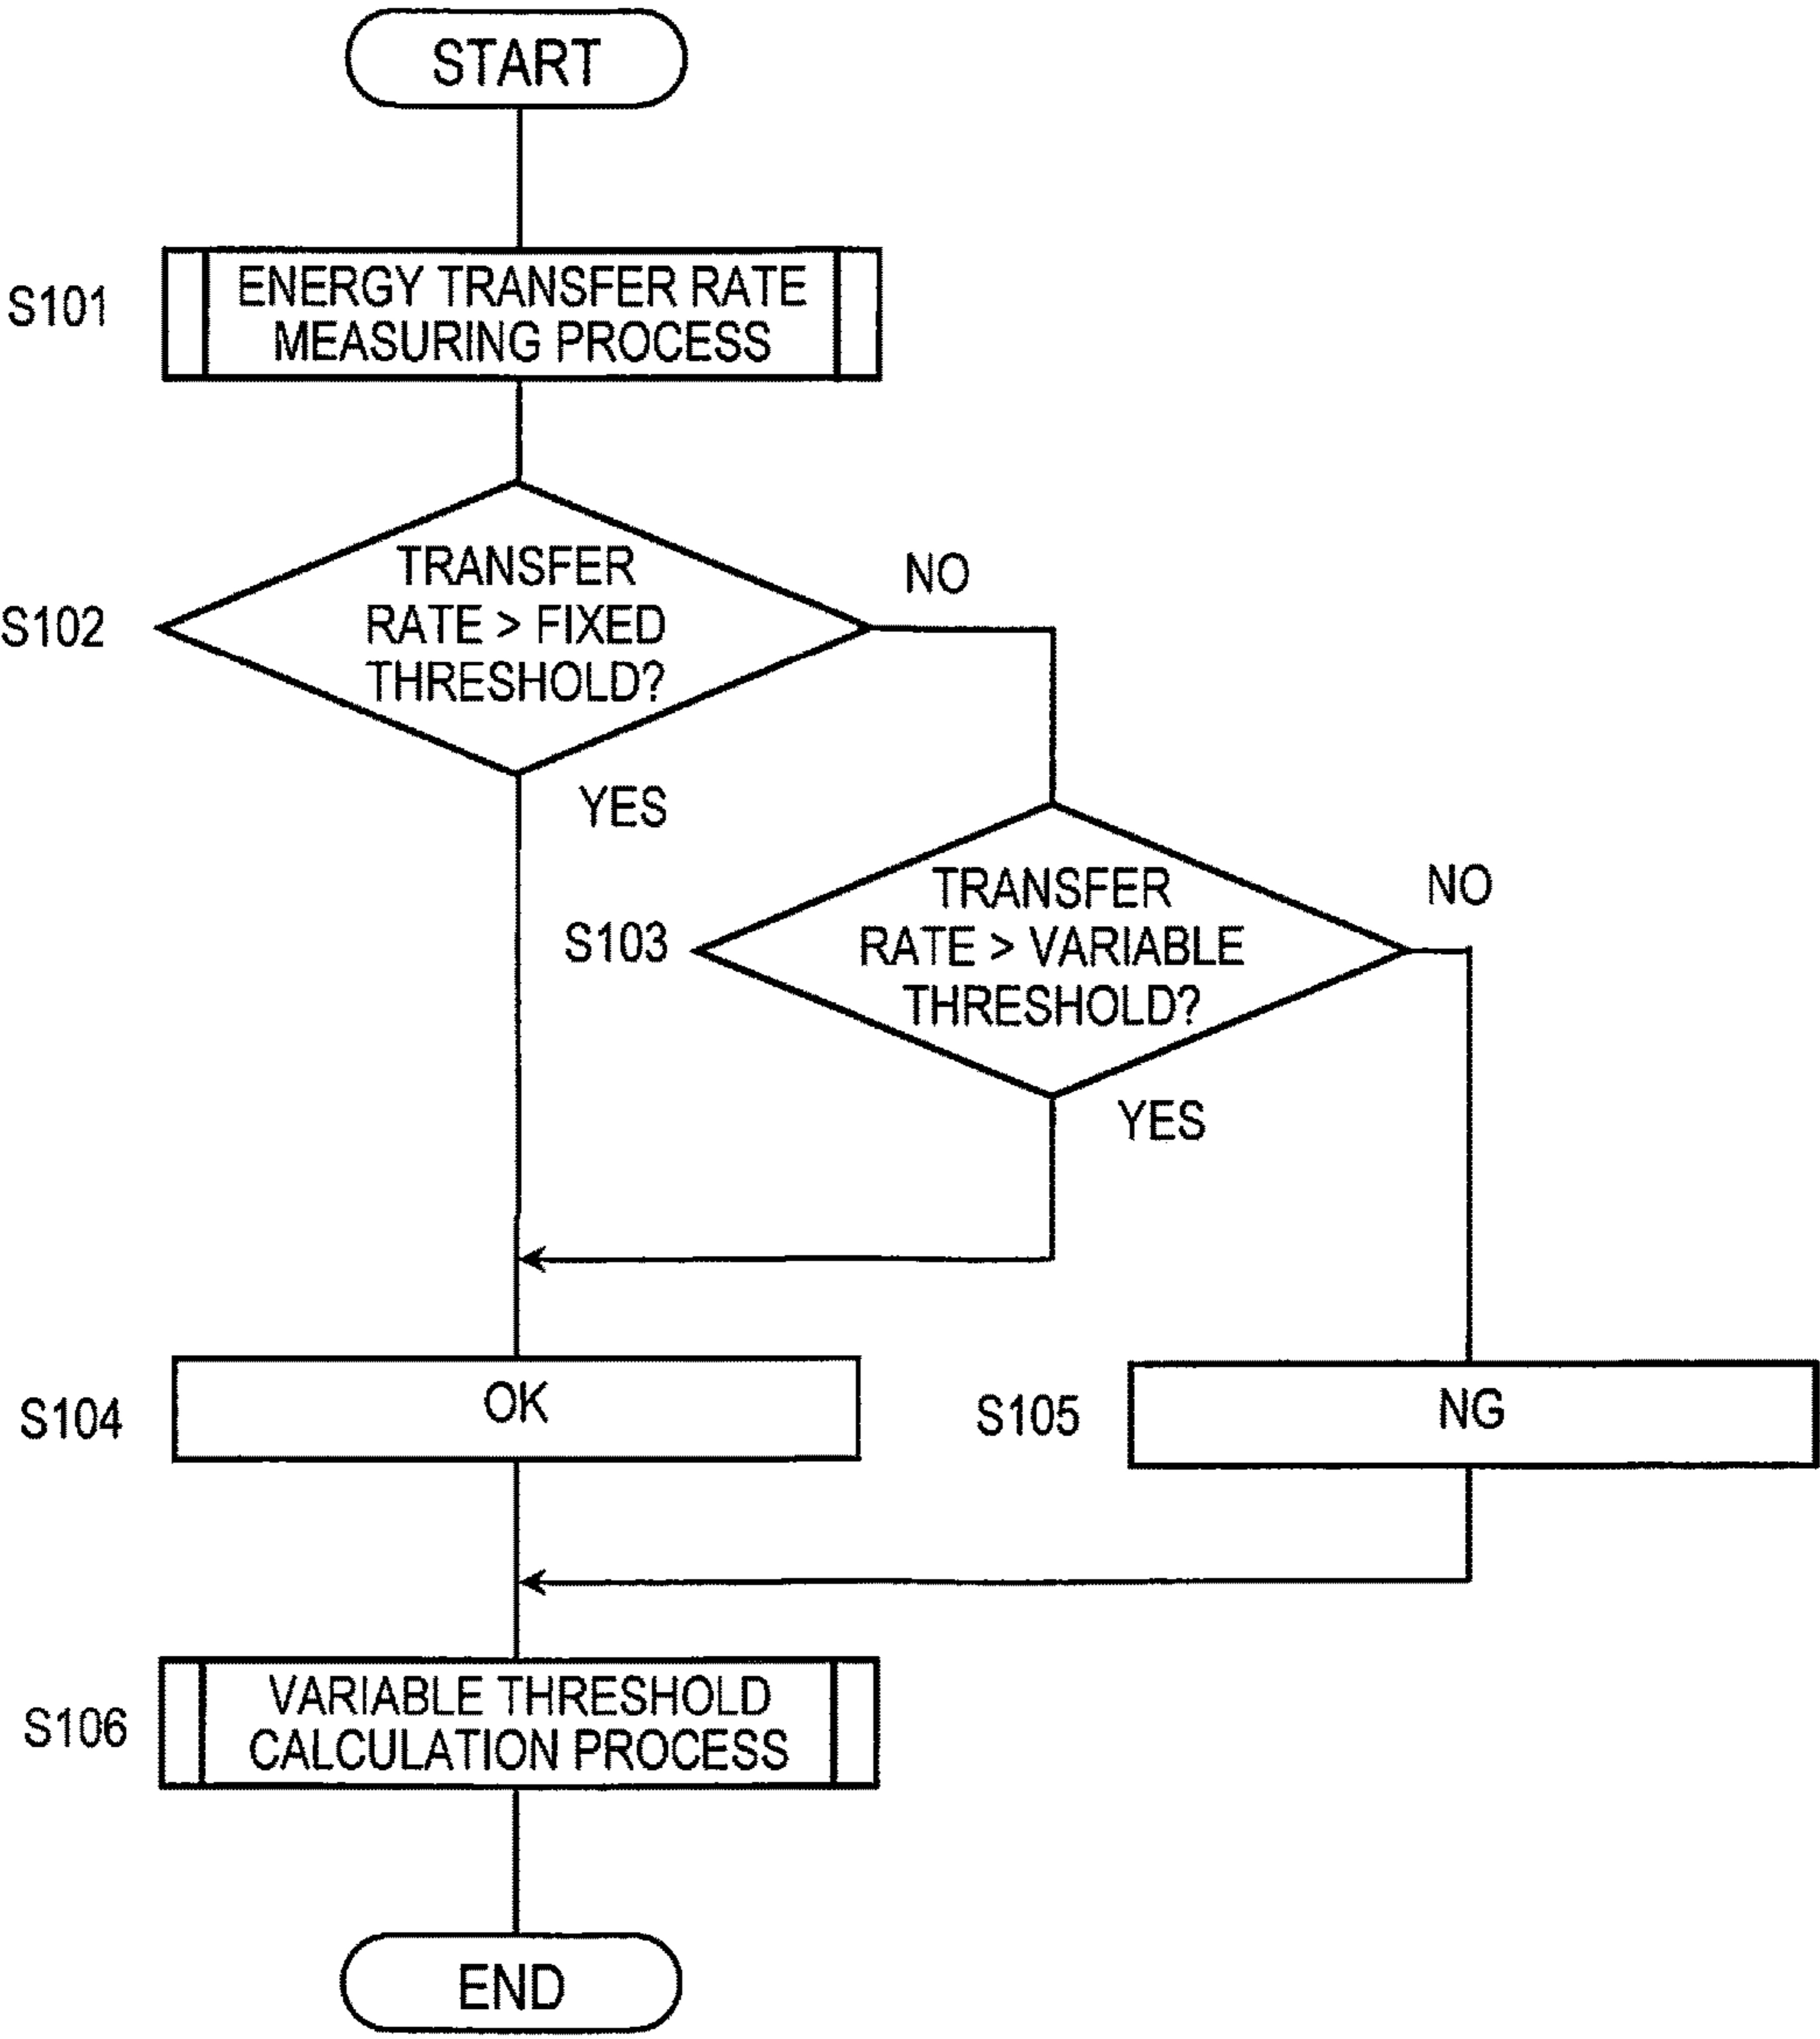 START
S101
ENERGY TRANSFER RATE
MEASURING PROCESS
S102
TRANSFER
RATE > FIXED
THRESHOLD?
NO
YES
S103
TRANSFER
RATE > VARIABLE
THRESHOLD?
NO
YES
S104
OK
S105
NG
S106
VARIABLE THRESHOLD
CALCULATION PROCESS
END